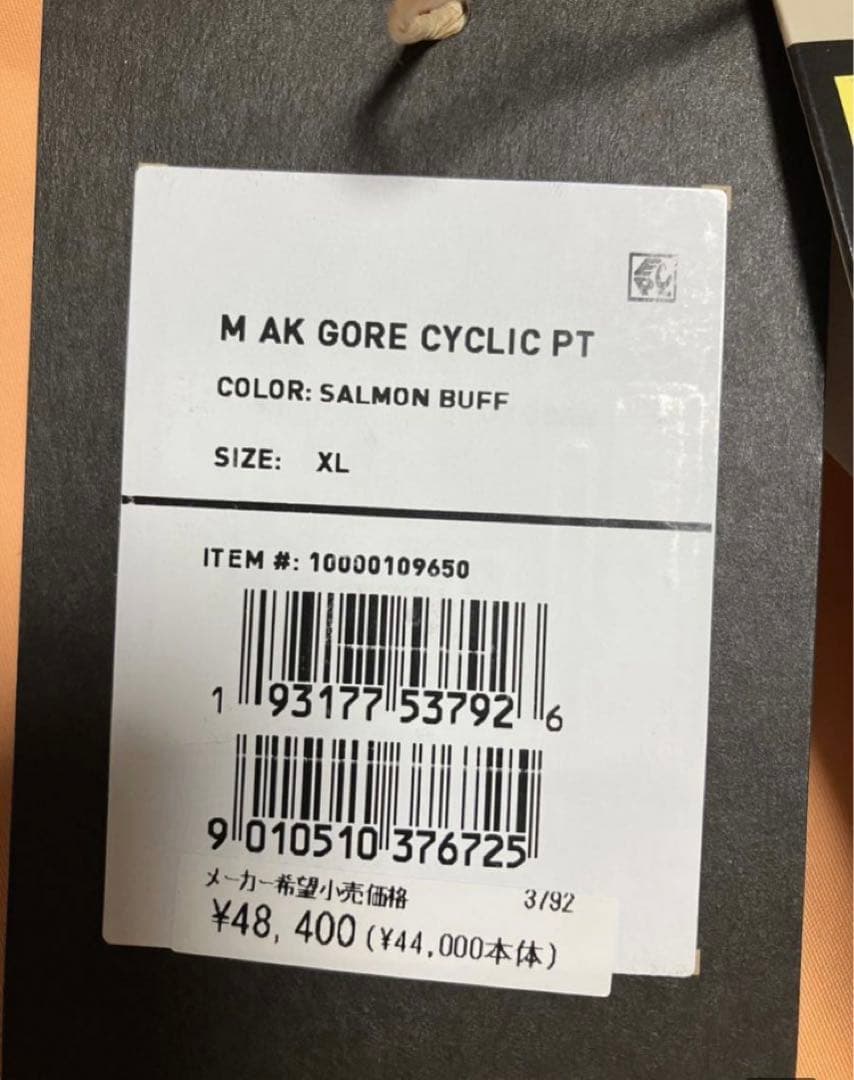 M AK GORE CYCLIC PT
COLOR: SALMON BUFF
SIZE: XL
ITEM #: 10000109650
1 93177 53792 6
9 010510 376725
メーカー希望小売価格 3/92
¥48,400 (¥44,000本体)